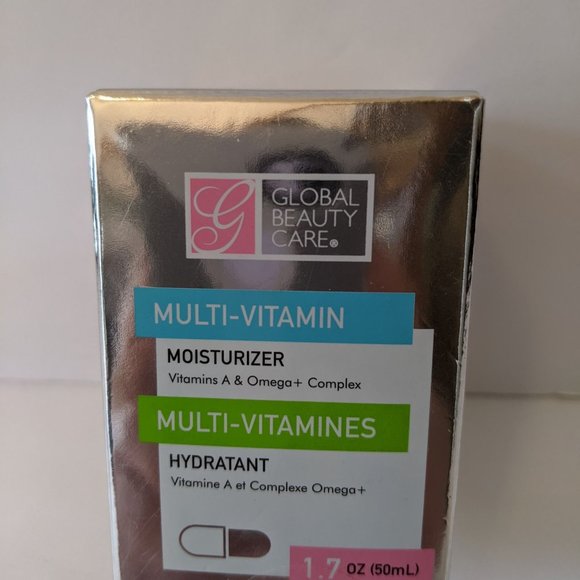 G
GLOBAL
BEAUTY
CARE®
MULTI-VITAMIN
MOISTURIZER
Vitamins A & Omega+ Complex
MULTI-VITAMINES
HYDRATANT
Vitamine A et Complexe Omega+
1.7 OZ (50mL)